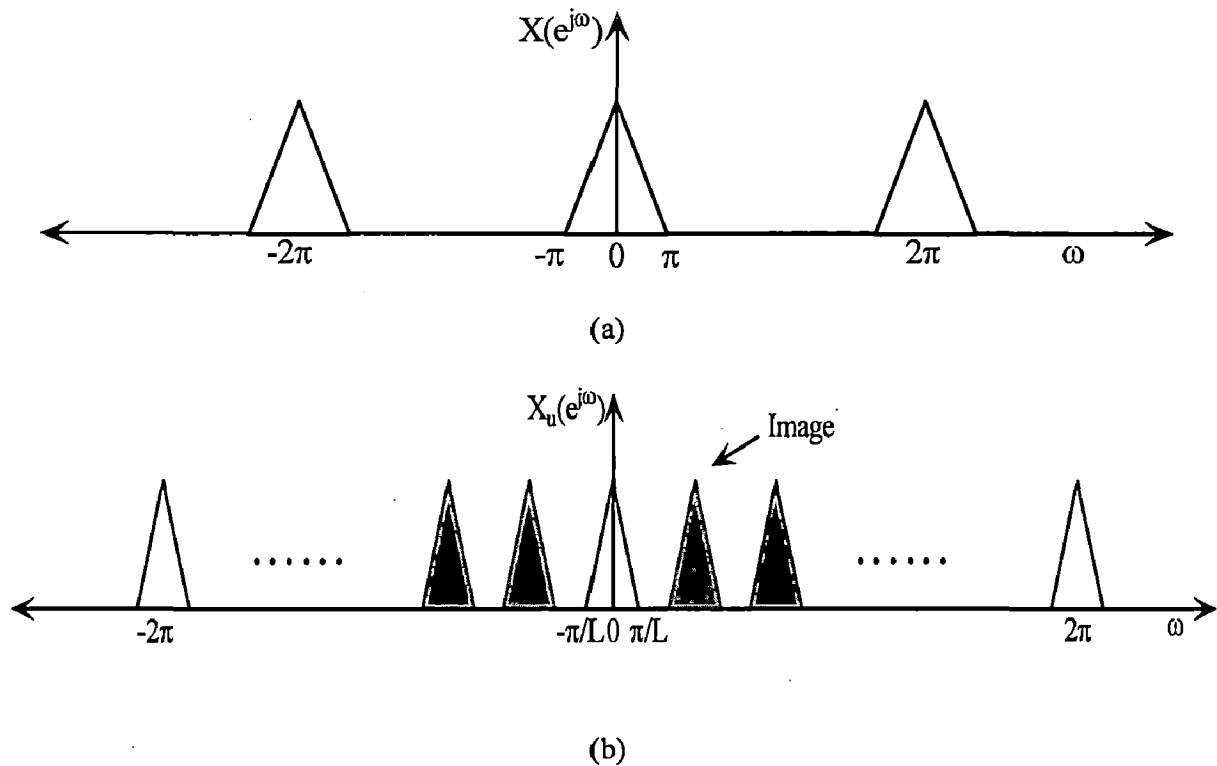 X(e^jω)
-2π -π 0 π 2π ω
(a)
X_u(e^jω)
Image
-2π -π/L 0 π/L 2π ω
(b)